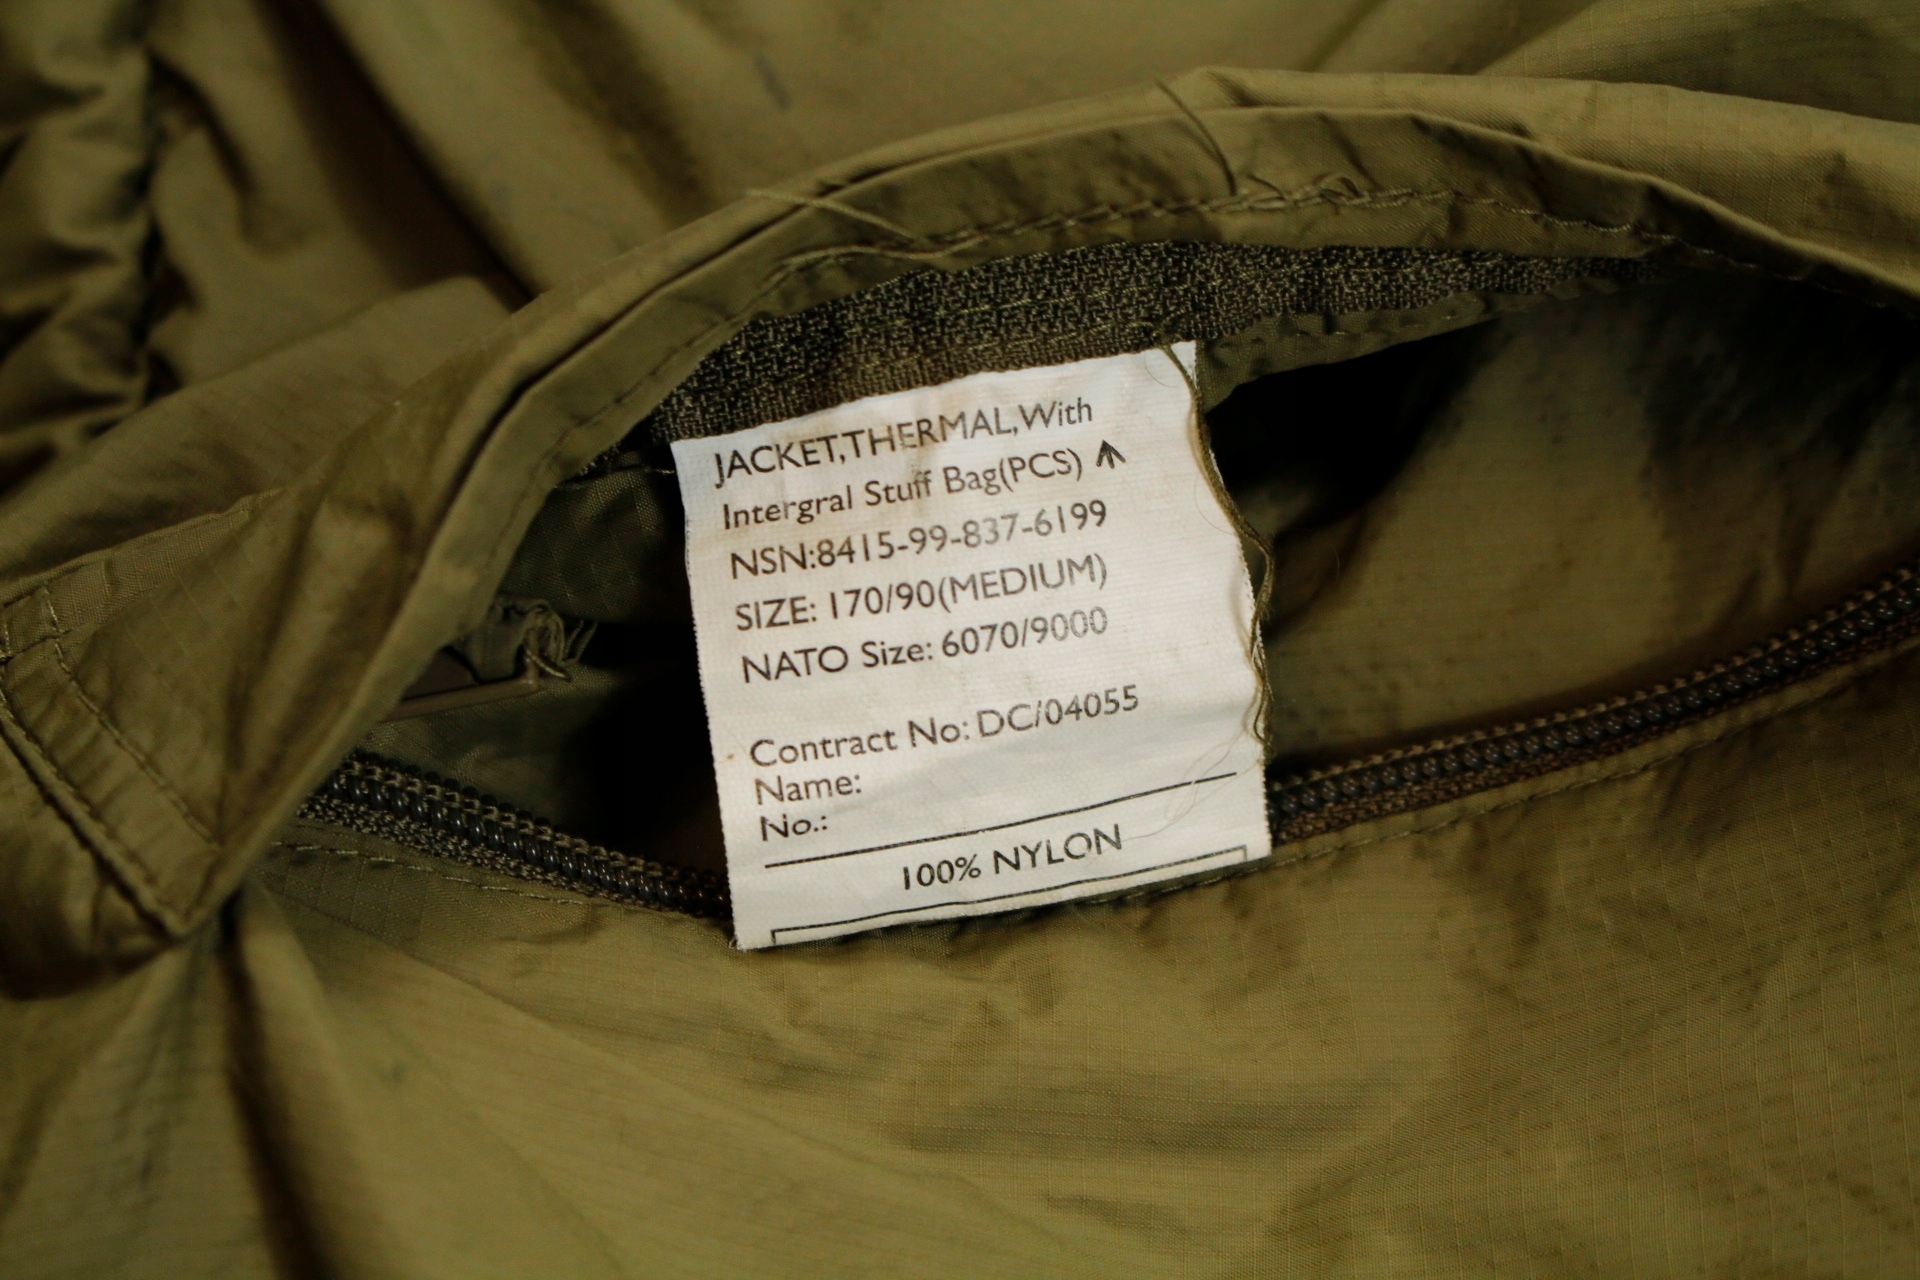 JACKET,THERMAL,With
Intergral Stuff Bag(PCS)
NSN:8415-99-837-6199
SIZE: 170/90(MEDIUM)
NATO Size: 6070/9000
Contract No: DC/04055
Name:
No.:
100% NYLON